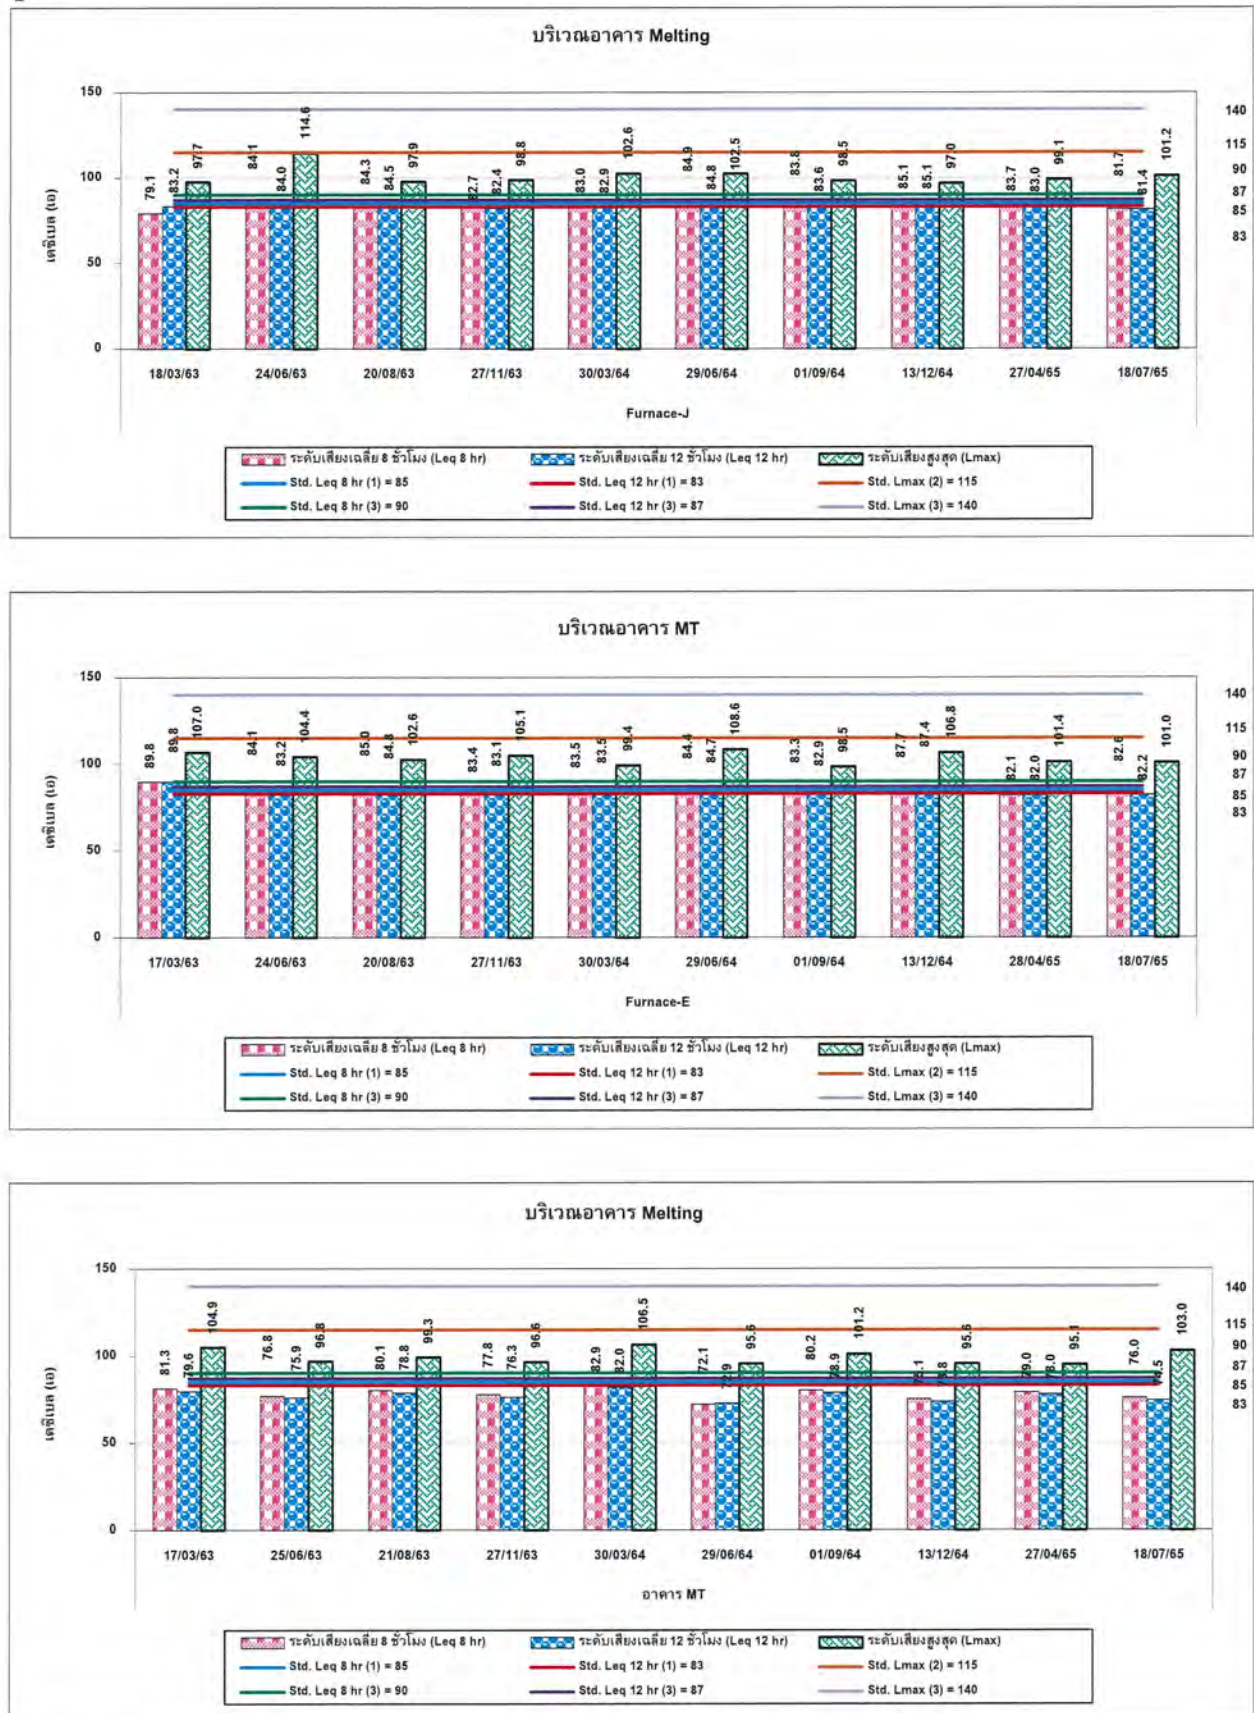 บริเวณอาคาร Melting
150
100
50
0
เดซิเบล (เอ)
79.1 83.2 97.7 84.1 84.0 114.6 84.3 84.5 97.9 82.7 82.4 98.8 83.0 82.9 102.6 84.9 84.8 102.5 83.8 83.6 98.5 85.1 85.1 97.0 83.7 83.0 99.1 81.7 81.4 101.2
140
115
90
87
85
83
18/03/63 24/06/63 20/08/63 27/11/63 30/03/64 29/06/64 01/09/64 13/12/64 27/04/65 18/07/65
Furnace-J
ระดับเสียงเฉลี่ย 8 ชั่วโมง (Leq 8 hr) ระดับเสียงเฉลี่ย 12 ชั่วโมง (Leq 12 hr) ระดับเสียงสูงสุด (Lmax)
Std. Leq 8 hr (1) = 85 Std. Leq 12 hr (1) = 83 Std. Lmax (2) = 115
Std. Leq 8 hr (3) = 90 Std. Leq 12 hr (3) = 87 Std. Lmax (3) = 140
บริเวณอาคาร MT
150
100
50
0
เดซิเบล (เอ)
89.8 89.8 107.0 84.1 83.2 104.4 85.0 84.8 102.6 83.4 83.1 105.1 83.5 83.5 99.4 84.4 84.7 108.6 83.3 82.9 98.5 87.7 87.4 106.8 82.1 82.0 101.4 82.6 82.2 101.0
140
115
90
87
85
83
17/03/63 24/06/63 20/08/63 27/11/63 30/03/64 29/06/64 01/09/64 13/12/64 28/04/65 18/07/65
Furnace-E
ระดับเสียงเฉลี่ย 8 ชั่วโมง (Leq 8 hr) ระดับเสียงเฉลี่ย 12 ชั่วโมง (Leq 12 hr) ระดับเสียงสูงสุด (Lmax)
Std. Leq 8 hr (1) = 85 Std. Leq 12 hr (1) = 83 Std. Lmax (2) = 115
Std. Leq 8 hr (3) = 90 Std. Leq 12 hr (3) = 87 Std. Lmax (3) = 140
บริเวณอาคาร Melting
150
100
50
0
เดซิเบล (เอ)
81.3 79.6 104.9 76.8 75.9 96.8 80.1 78.8 99.3 77.8 76.3 96.6 82.9 82.0 106.5 72.1 72.9 95.6 80.2 78.9 101.2 75.1 73.8 95.6 79.0 78.0 95.1 76.0 74.5 103.0
140
115
90
87
85
83
17/03/63 25/06/63 21/08/63 27/11/63 30/03/64 29/06/64 01/09/64 13/12/64 27/04/65 18/07/65
อาคาร MT
ระดับเสียงเฉลี่ย 8 ชั่วโมง (Leq 8 hr) ระดับเสียงเฉลี่ย 12 ชั่วโมง (Leq 12 hr) ระดับเสียงสูงสุด (Lmax)
Std. Leq 8 hr (1) = 85 Std. Leq 12 hr (1) = 83 Std. Lmax (2) = 115
Std. Leq 8 hr (3) = 90 Std. Leq 12 hr (3) = 87 Std. Lmax (3) = 140